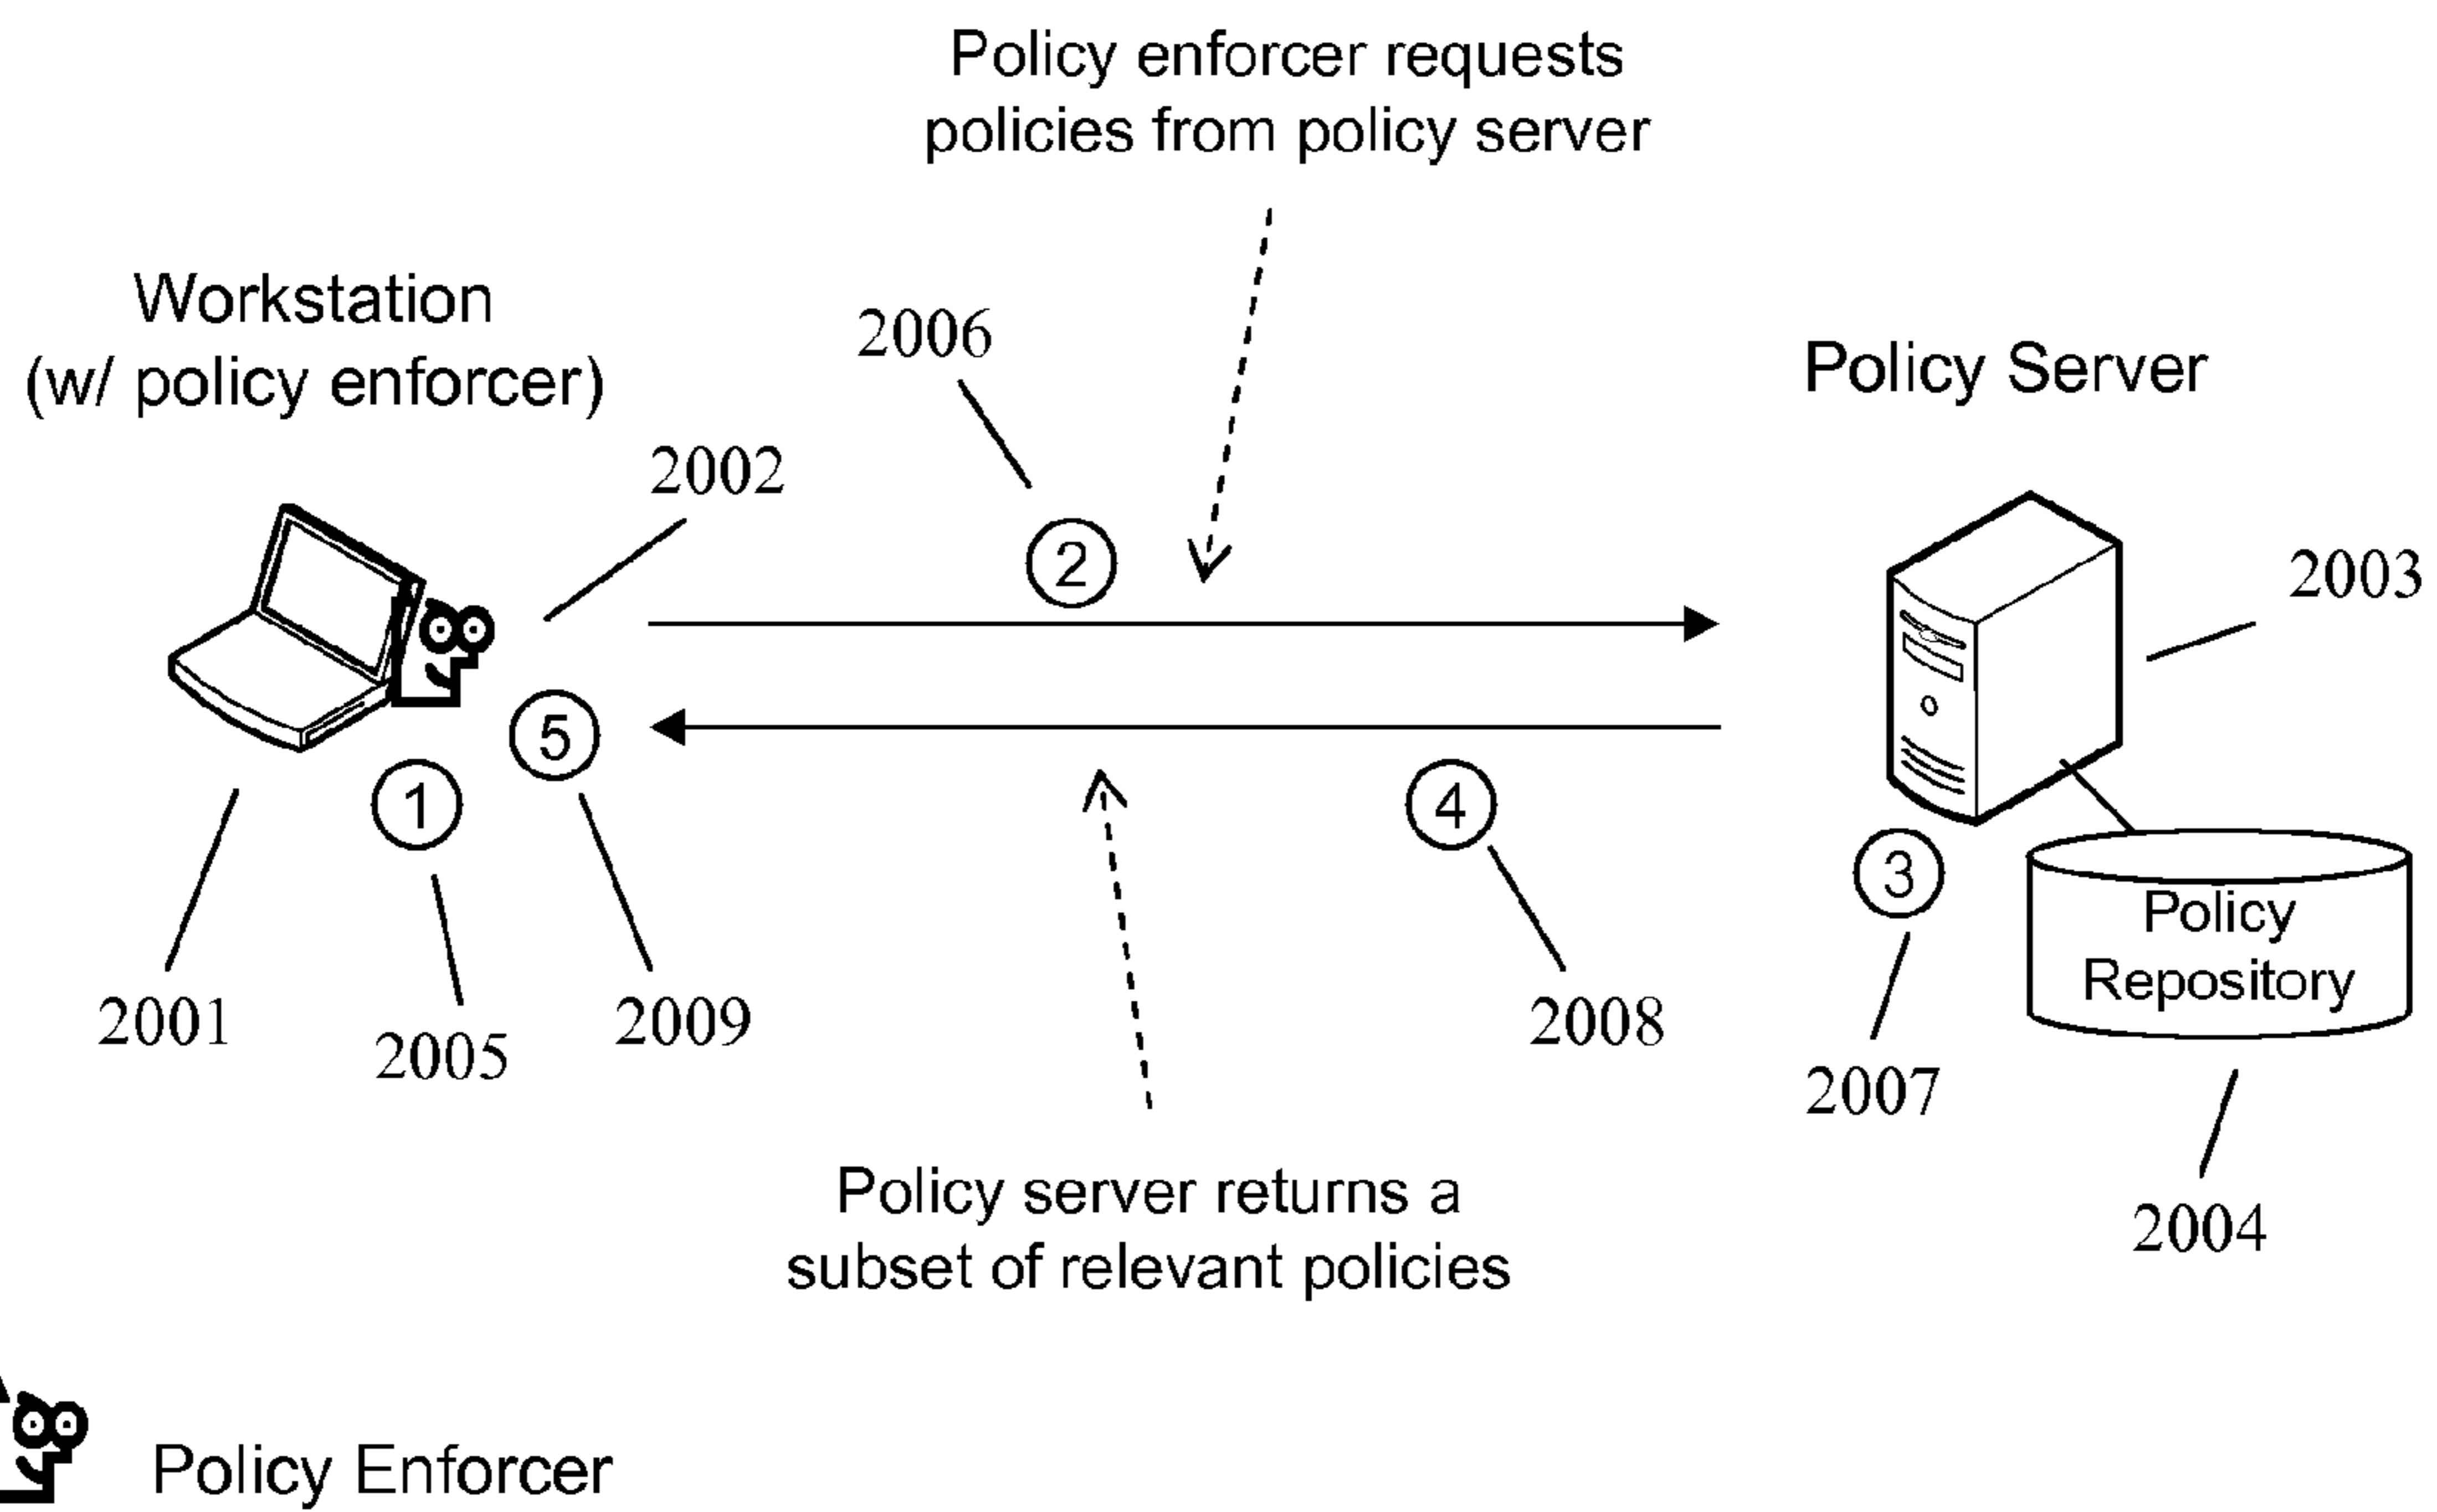 Policy enforcer requests
policies from policy server
Workstation
(w/ policy enforcer)
2006
Policy Server
2002
2
2003
5
1
4
3
Policy
Repository
2001
2005
2009
2008
2007
2004
Policy server returns a
subset of relevant policies
Policy Enforcer